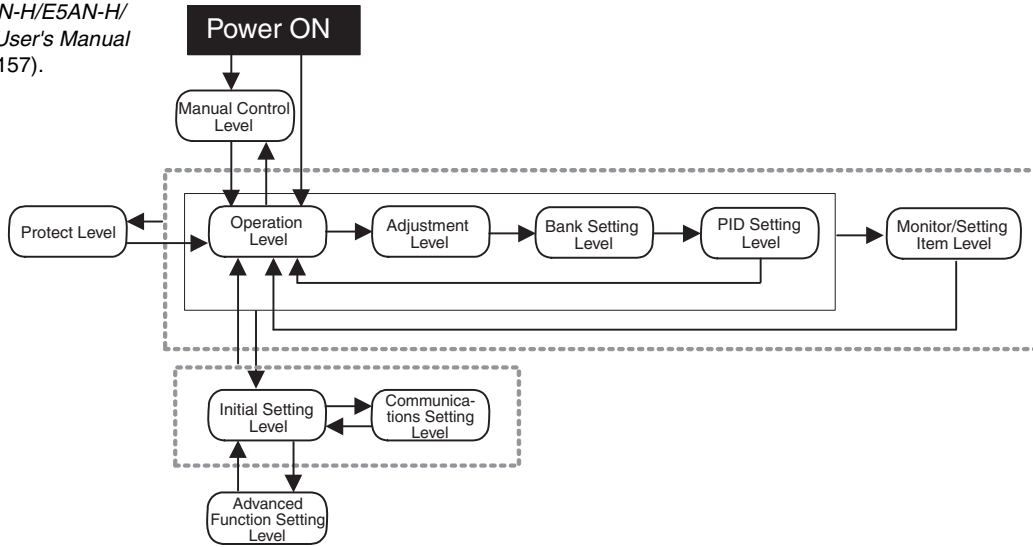 N-H/E5AN-H/
User's Manual
157).
Power ON
Manual Control
Level
Protect Level
Operation
Level
Adjustment
Level
Bank Setting
Level
PID Setting
Level
Monitor/Setting
Item Level
Initial Setting
Level
Communica-
tions Setting
Level
Advanced
Function Setting
Level